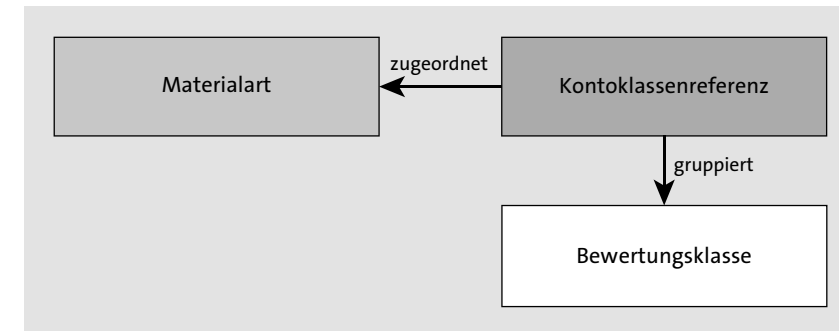 zugeordnet
Materialart
Kontoklassenreferenz
gruppiert
Bewertungsklasse